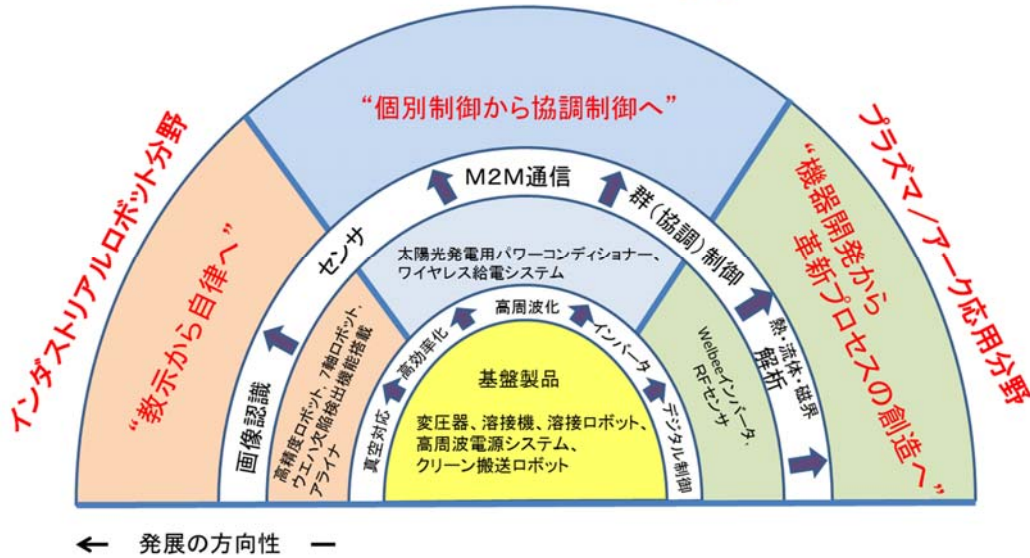 インダストリアルロボット分野
プラズマ／アーク応用分野
“個別制御から協調制御へ”
“教示から自律へ”
“機器開発から
革新プロセスの創造へ”
画像認識
センサ
M2M通信
群（協調）制御
熱・流体・磁界
解析
太陽光発電用パワーコンディショナー、
ワイヤレス給電システム
高精度ロボット、7軸ロボット、
ウエハ欠陥検出機能搭載
アライナ
Welbeeインバータ、
RFセンサ
真空対応
高効率化
高周波化
インバータ
デジタル制御
基盤製品
変圧器、溶接機、溶接ロボット、
高周波電源システム、
クリーン搬送ロボット
← 発展の方向性 —